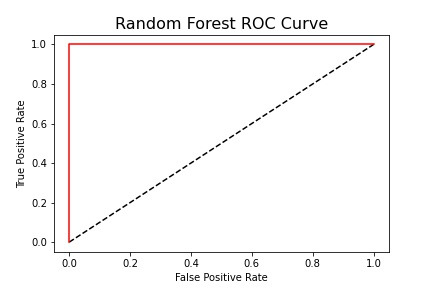 Random Forest ROC Curve
1.0
0.8
0.6
0.4
0.2
0.0
True Positive Rate
0.0 0.2 0.4 0.6 0.8 1.0
False Positive Rate